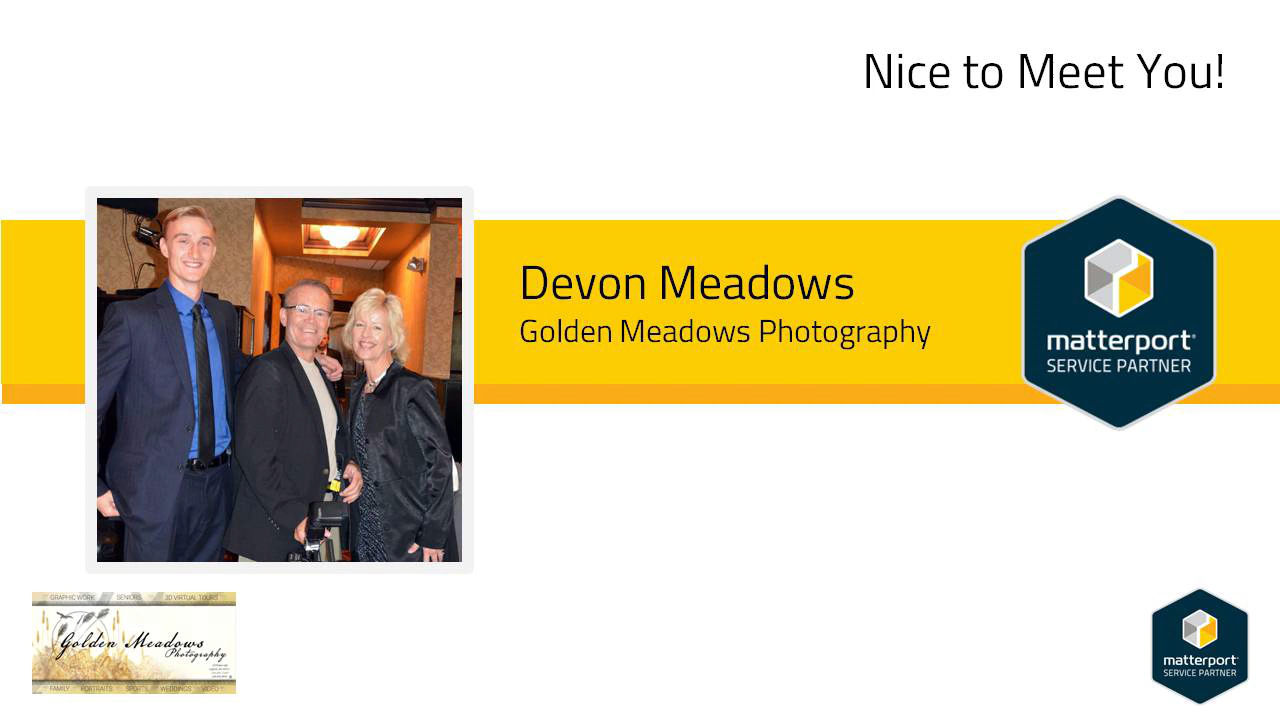 Nice to Meet You!
Devon Meadows
Golden Meadows Photography
matterport®
SERVICE PARTNER
GRAPHIC WORK SENIORS 3D VIRTUAL TOURS
Golden Meadows
Photography
FAMILY PORTRAITS SPORTS WEDDINGS VIDEO
matterport®
SERVICE PARTNER